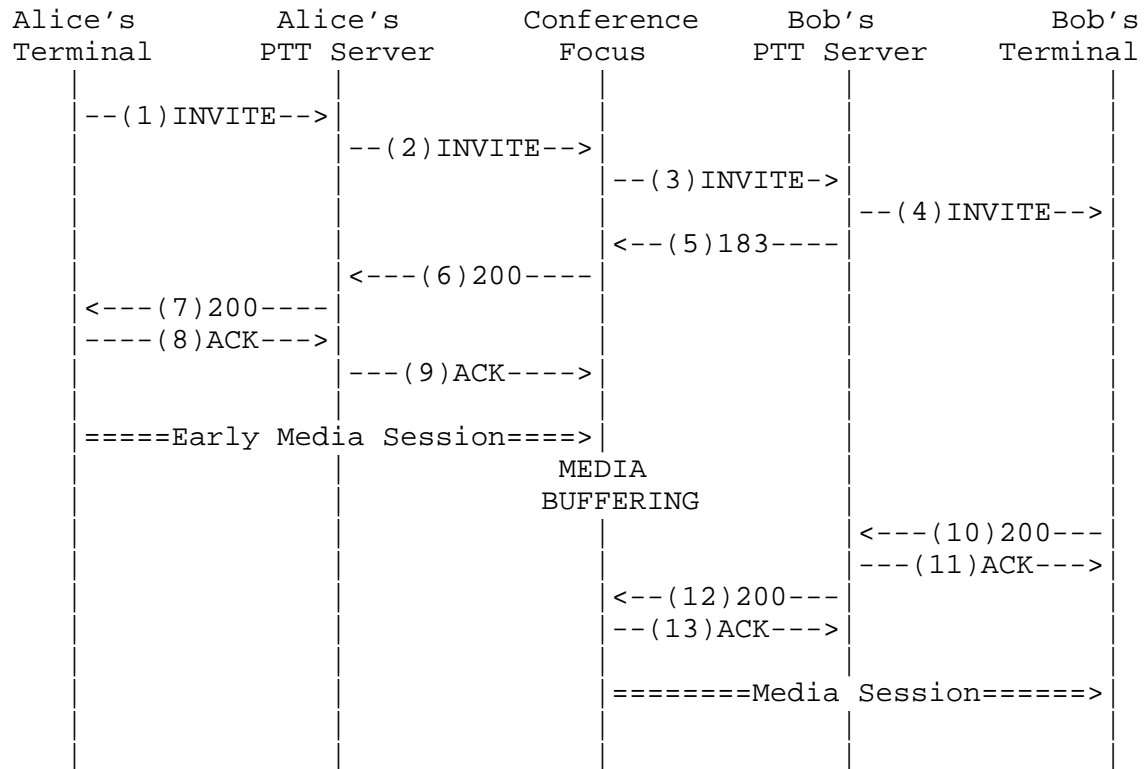 Alice's Alice's Conference Bob's Bob's
Terminal PTT Server Focus PTT Server Terminal
--(1)INVITE-->
--(2)INVITE-->
--(3)INVITE->
--(4)INVITE-->
<--(5)183----
<---(6)200----
<---(7)200----
----(8)ACK--->
---(9)ACK---->
=====Early Media Session====>
MEDIA
BUFFERING
<---(10)200---
---(11)ACK--->
<--(12)200---
--(13)ACK--->
========Media Session======>